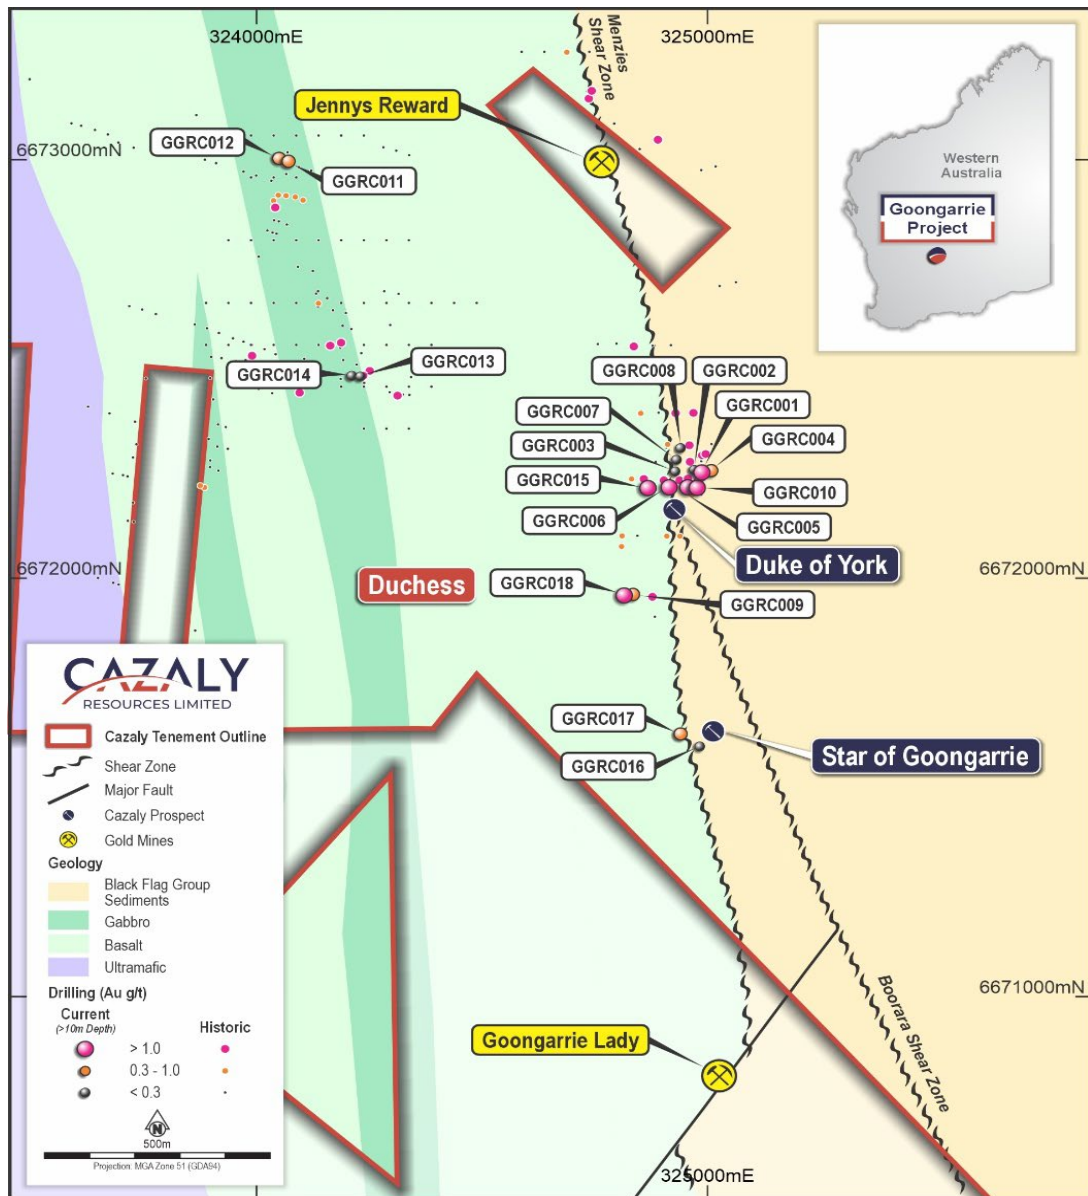 324000mE
325000mE
Menzies
Shear Zone
Jennys Reward
GGRC012
6673000mN
GGRC011
Western
Australia
Goongarrie
Project
GGRC014
GGRC013
GGRC008
GGRC002
GGRC007
GGRC001
GGRC003
GGRC004
GGRC015
GGRC010
GGRC006
GGRC005
Duke of York
6672000mN
6672000mN
Duchess
GGRC018
GGRC009
GGRC017
GGRC016
Star of Goongarrie
CAZALY
RESOURCES LIMITED
Cazaly Tenement Outline
Shear Zone
Major Fault
Cazaly Prospect
Gold Mines
Geology
Black Flag Group
Sediments
Gabbro
Basalt
Ultramafic
Drilling (Au g/t)
Current
(>10m Depth)
Historic
> 1.0
0.3 - 1.0
< 0.3
N
500m
Projection: MGA Zone 51 (GDA94)
6671000mN
Boorara Shear Zone
Goongarrie Lady
325000mE